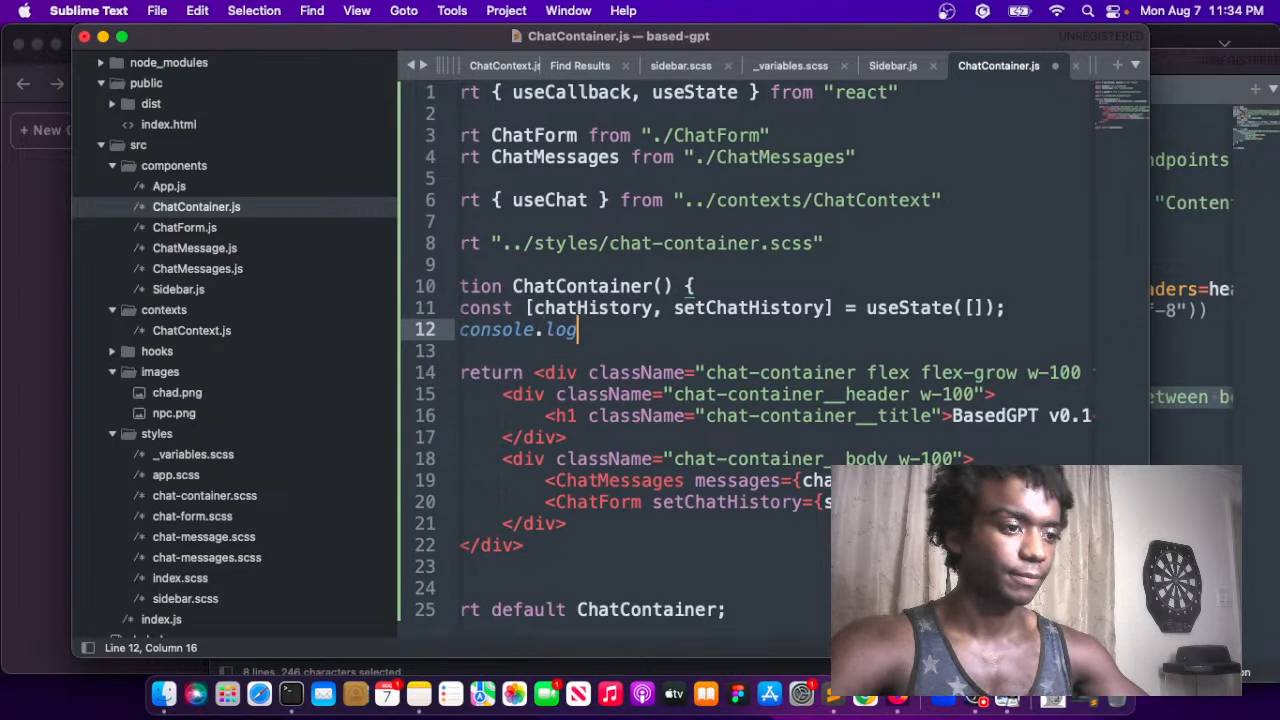 Sublime Text File Edit Selection Find View Goto Tools Project Window Help Mon Aug 7 11:34 PM
ChatContainer.js — based-gpt UNREGISTERED
ChatContext.js Find Results sidebar.scss _variables.scss Sidebar.js ChatContainer.js
+ New
node_modules
public
dist
index.html
src
components
App.js
ChatContainer.js
ChatForm.js
ChatMessage.js
ChatMessages.js
Sidebar.js
contexts
ChatContext.js
hooks
images
chad.png
npc.png
styles
_variables.scss
app.scss
chat-container.scss
chat-form.scss
chat-message.scss
chat-messages.scss
index.scss
sidebar.scss
index.js
1 rt { useCallback, useState } from "react"
2
3 rt ChatForm from "./ChatForm"
4 rt ChatMessages from "./ChatMessages"
5
6 rt { useChat } from "../contexts/ChatContext"
7
8 rt "../styles/chat-container.scss"
9
10 tion ChatContainer() {
11 const [chatHistory, setChatHistory] = useState([]);
12 console.log
13
14 return <div className="chat-container flex flex-grow w-100
15 <div className="chat-container__header w-100">
16 <h1 className="chat-container__title">BasedGPT v0.1
17 </div>
18 <div className="chat-container__body w-100">
19 <ChatMessages messages={cha
20 <ChatForm setChatHistory={s
21 </div>
22 </div>
23
24
25 rt default ChatContainer;
ndpoints
"Conten
aders=hea
-8"))
etween b
Line 12, Column 16
8 lines, 246 characters selected